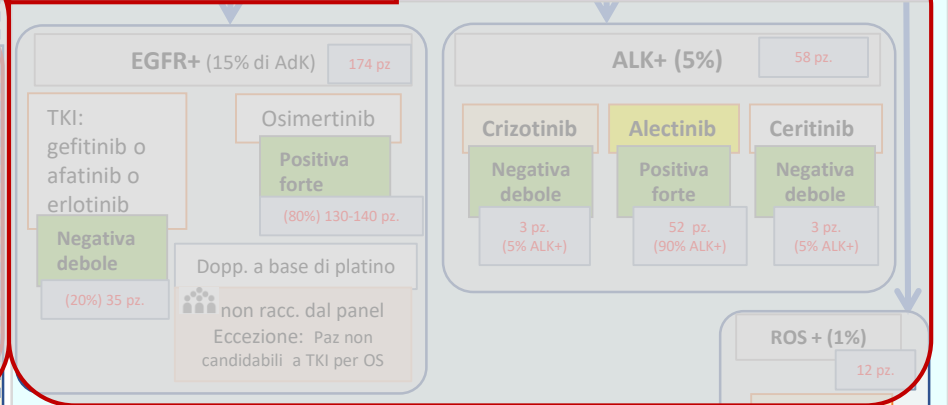 EGFR+ (15% di AdK)
174 pz
TKI:
gefitinib o
afatinib o
erlotinib
Negativa
debole
(20%) 35 pz.
Osimertinib
Positiva
forte
(80%) 130-140 pz.
Dopp. a base di platino
non racc. dal panel
Eccezione: Paz non
candidabili a TKI per OS
ALK+ (5%)
58 pz.
Crizotinib
Negativa
debole
3 pz.
(5% ALK+)
Alectinib
Positiva
forte
52 pz.
(90% ALK+)
Ceritinib
Negativa
debole
3 pz.
(5% ALK+)
ROS + (1%)
12 pz.